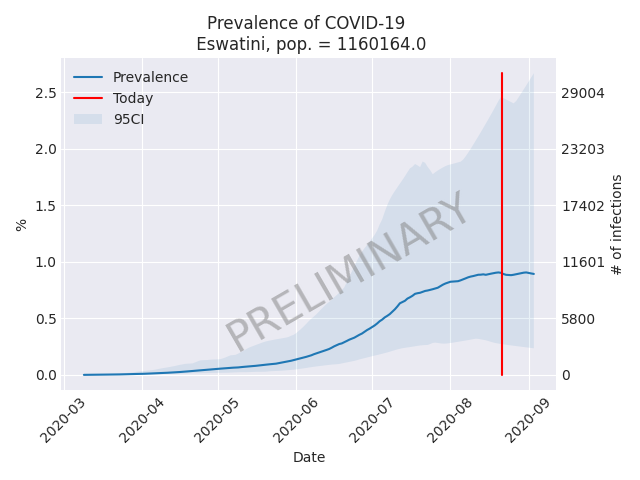 Prevalence of COVID-19
Eswatini, pop. = 1160164.0
Prevalence
Today
95CI
2.5
2.0
1.5
1.0
0.5
0.0
%
29004
23203
17402
11601
5800
0
# of infections
PRELIMINARY
2020-03
2020-04
2020-05
2020-06
2020-07
2020-08
2020-09
Date